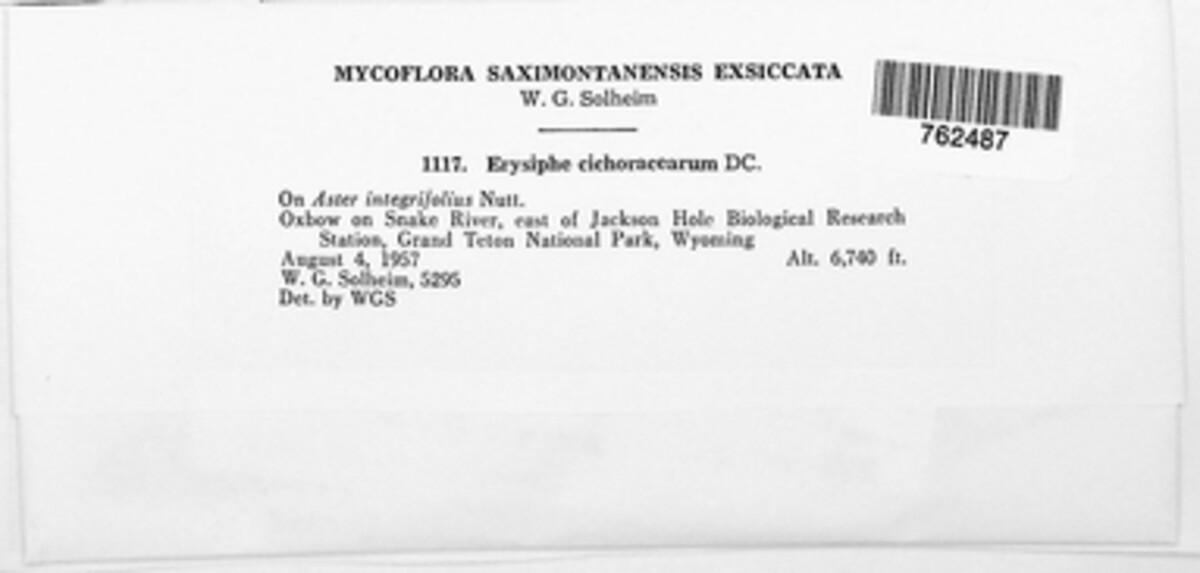 MYCOFLORA SAXIMONTANENSIS EXSICCATA
W. G. Solheim
762487
1117. Erysiphe cichoracearum DC.
On Aster integrifolius Nutt.
Oxbow on Snake River, east of Jackson Hole Biological Research
Station, Grand Teton National Park, Wyoming
August 4, 1957 Alt. 6,740 ft.
W. G. Solheim, 5295
Det. by WGS